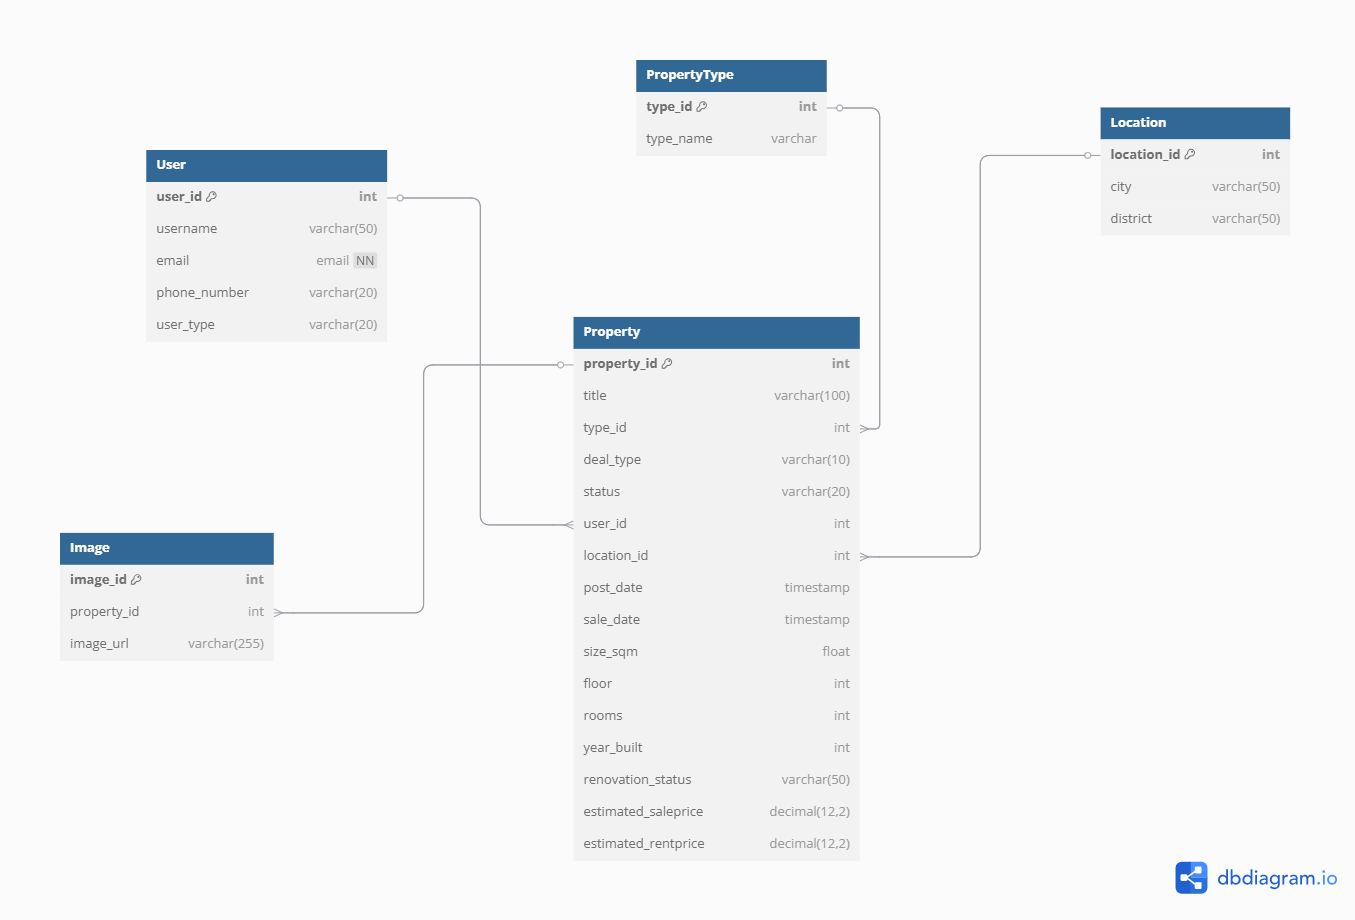 PropertyType
type_id int
type_name varchar
Location
location_id int
city varchar(50)
district varchar(50)
User
user_id int
username varchar(50)
email email NN
phone_number varchar(20)
user_type varchar(20)
Property
property_id int
title varchar(100)
type_id int
deal_type varchar(10)
status varchar(20)
user_id int
location_id int
post_date timestamp
sale_date timestamp
size_sqm float
floor int
rooms int
year_built int
renovation_status varchar(50)
estimated_saleprice decimal(12,2)
estimated_rentprice decimal(12,2)
Image
image_id int
property_id int
image_url varchar(255)
dbdiagram.io